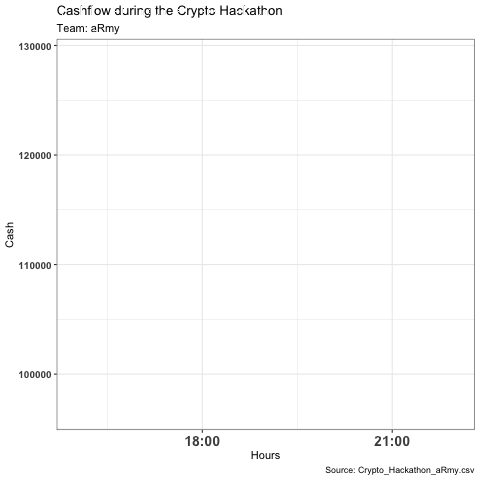 Cashflow during the Crypto Hackathon
Team: aRmy
130000
120000
110000
100000
Cash
18:00
21:00
Hours
Source: Crypto_Hackathon_aRmy.csv